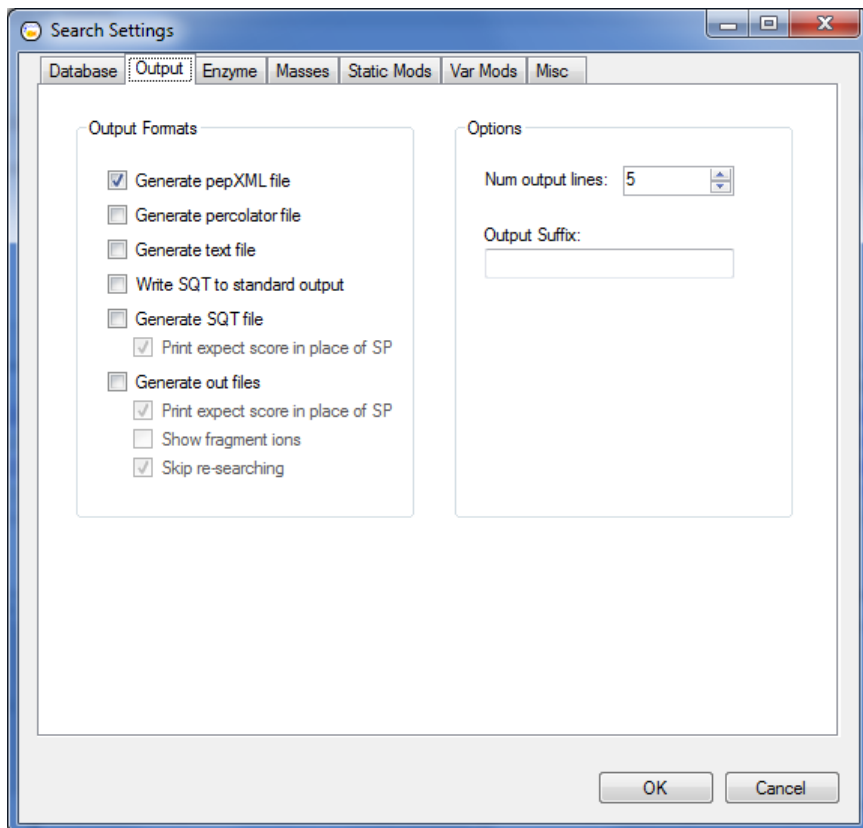 Search Settings
Database Output Enzyme Masses Static Mods Var Mods Misc
Output Formats
Generate pepXML file
Generate percolator file
Generate text file
Write SQT to standard output
Generate SQT file
Print expect score in place of SP
Generate out files
Print expect score in place of SP
Show fragment ions
Skip re-searching
Options
Num output lines: 5
Output Suffix:
OK Cancel